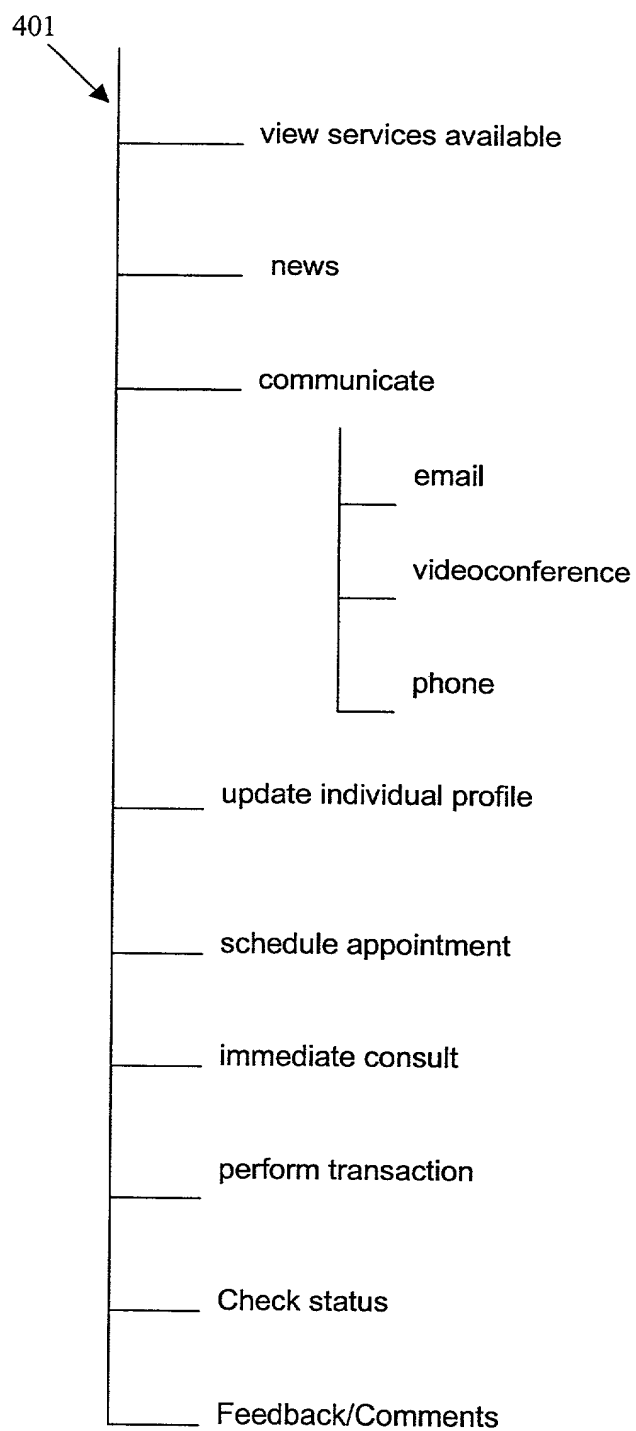 401
view services available
news
communicate
email
videoconference
phone
update individual profile
schedule appointment
immediate consult
perform transaction
Check status
Feedback/Comments